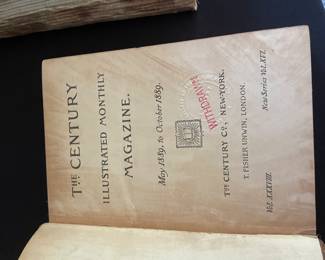 THE CENTURY
ILLUSTRATED MONTHLY
MAGAZINE.
May 1889, to October 1889.
WITHDRAWN
THE CENTURY Co., NEW-YORK.
T. FISHER UNWIN, LONDON.
Vol. XXXVIII. New Series Vol. XVI.